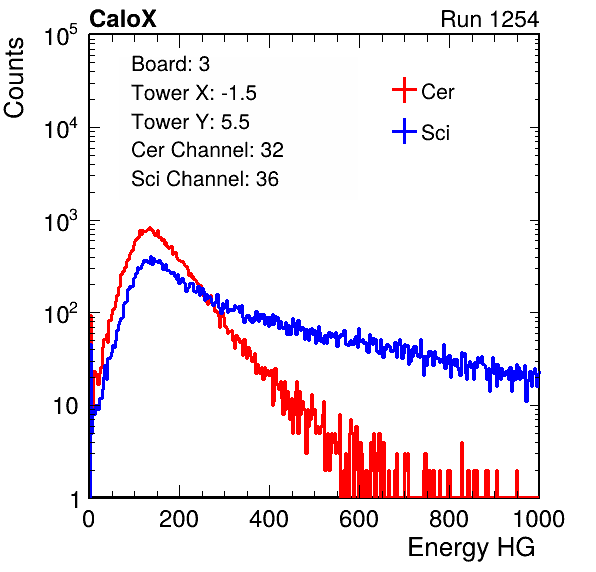 CaloX Run 1254
Counts
10^5
10^4
10^3
10^2
10
1
Board: 3
Tower X: -1.5
Tower Y: 5.5
Cer Channel: 32
Sci Channel: 36
Cer
Sci
0 200 400 600 800 1000
Energy HG